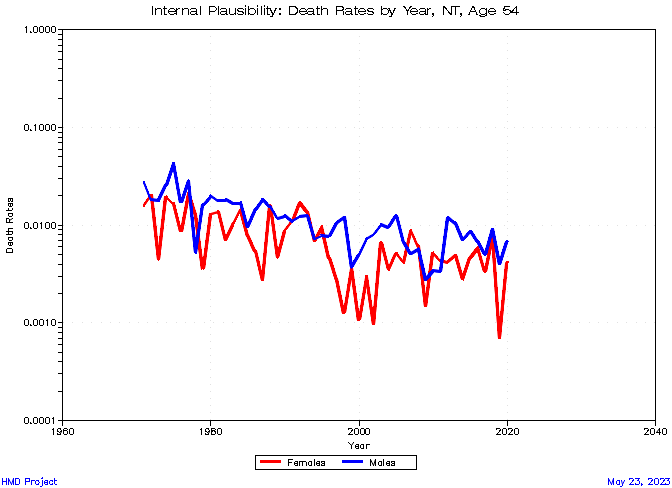 Internal Plausibility: Death Rates by Year, NT, Age 54
1.0000
0.1000
0.0100
0.0010
0.0001
Death Rates
1960
1980
2000
2020
2040
Year
Females
Males
HMD Project
May 23, 2023